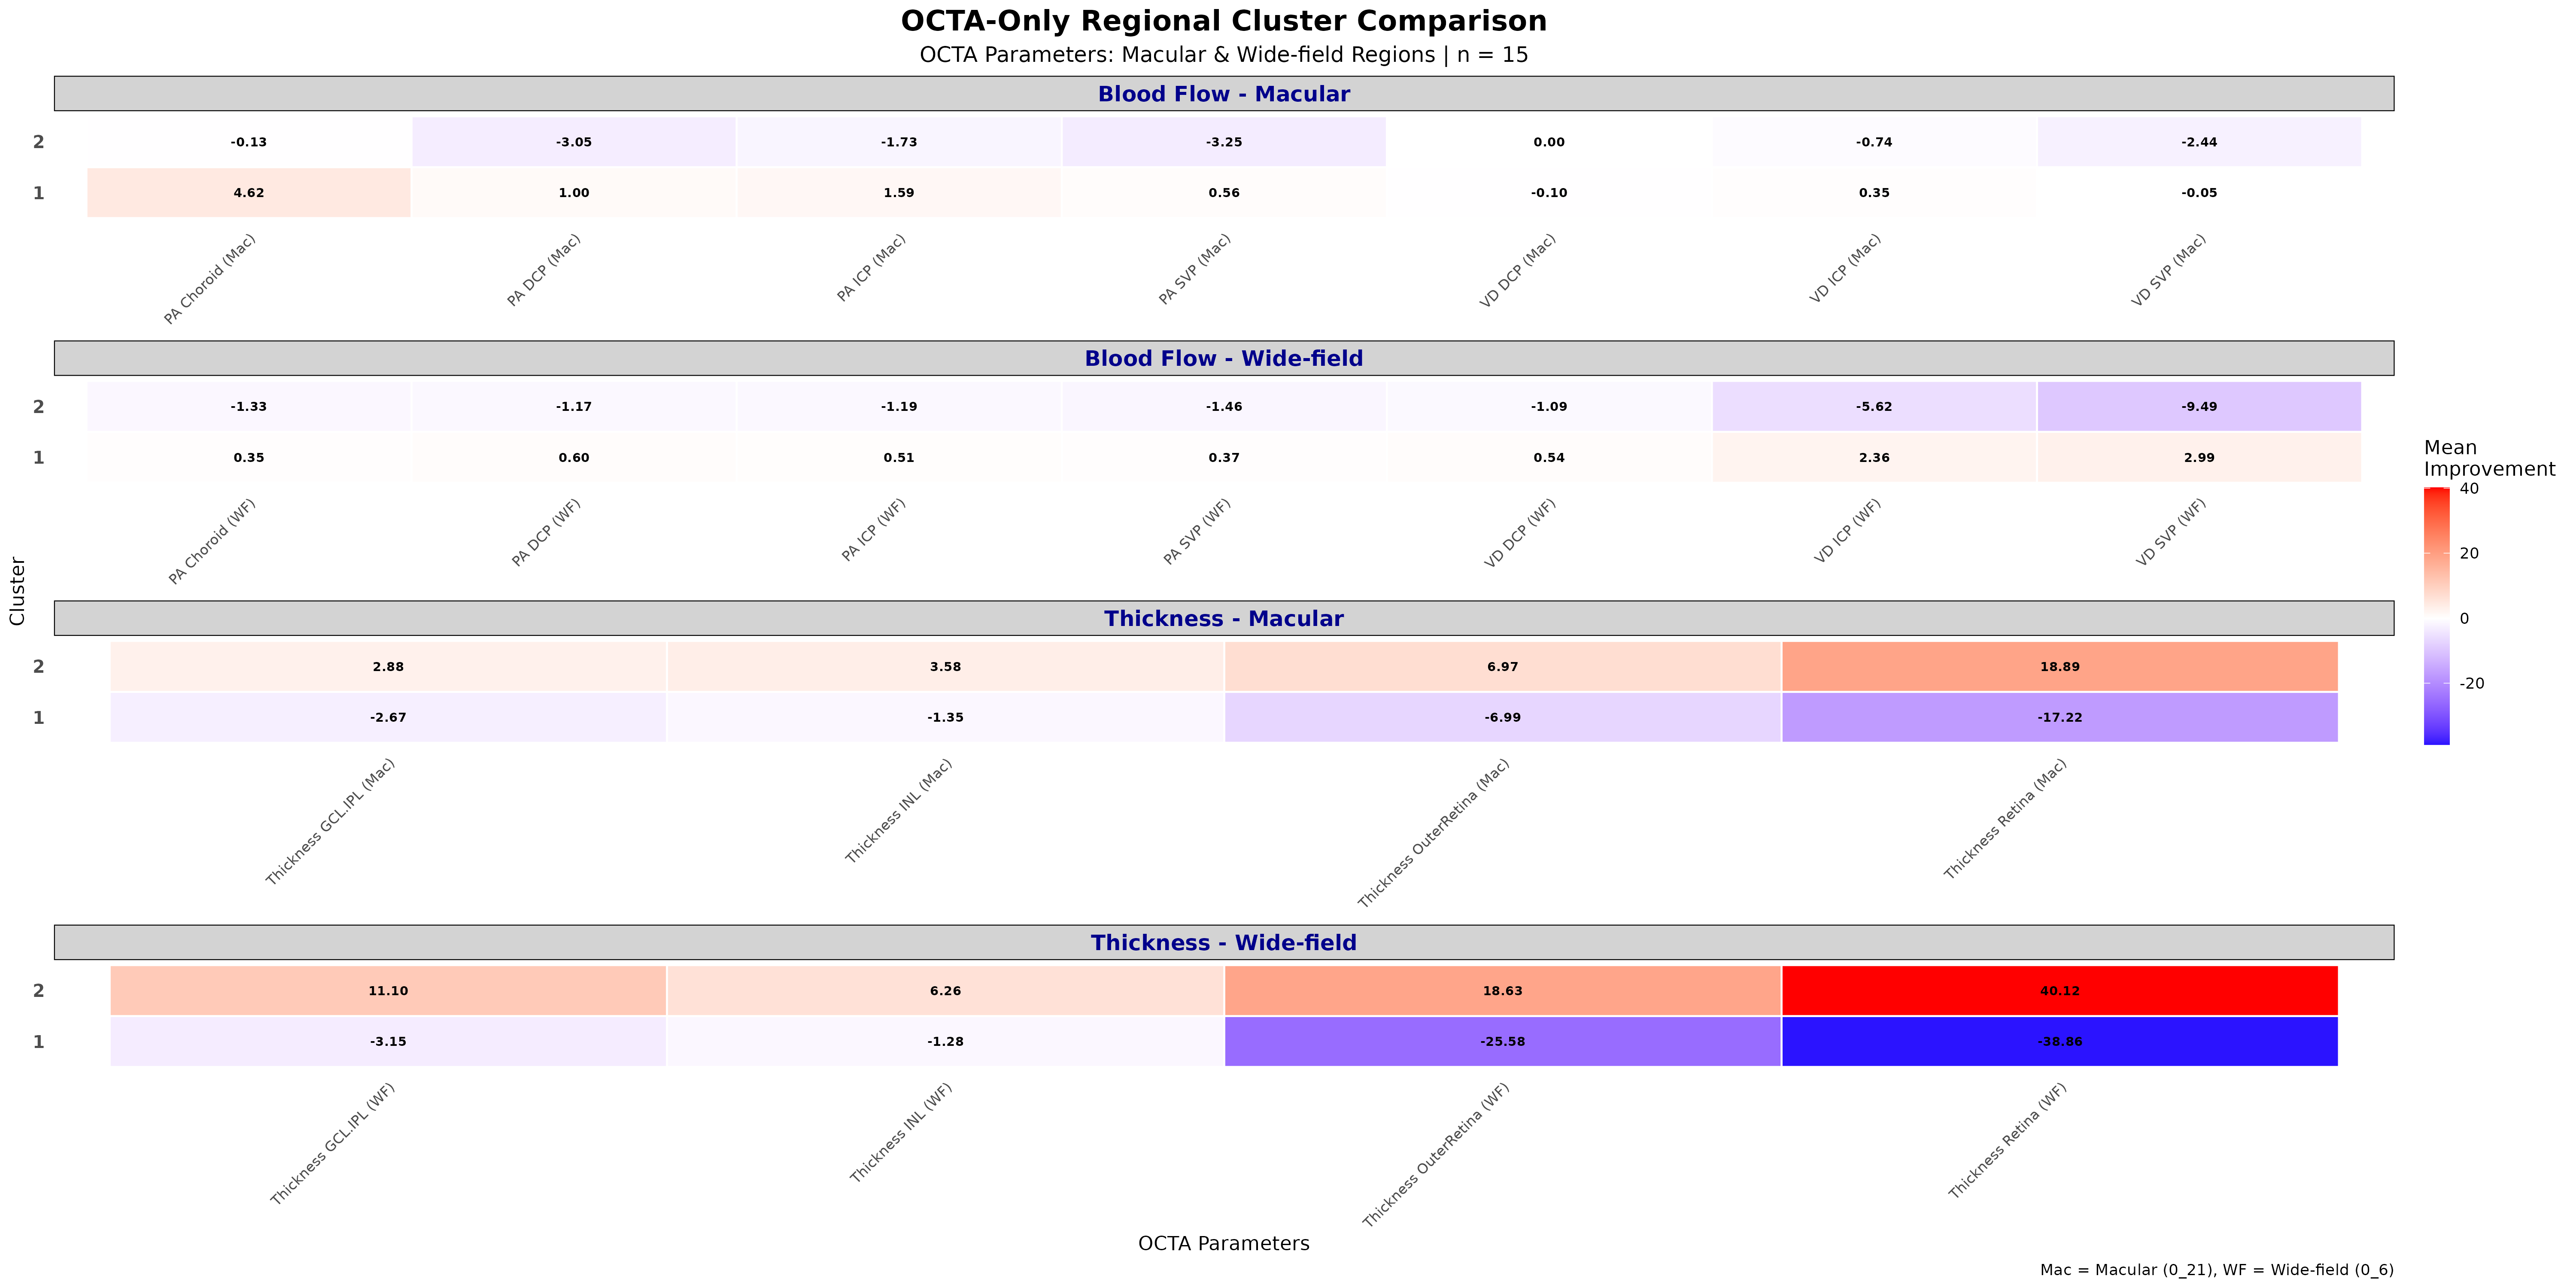 OCTA-Only Regional Cluster Comparison
OCTA Parameters: Macular & Wide-field Regions | n = 15
Blood Flow - Macular
2 -0.13 -3.05 -1.73 -3.25 0.00 -0.74 -2.44
1 4.62 1.00 1.59 0.56 -0.10 0.35 -0.05
PA Choroid (Mac) PA DCP (Mac) PA ICP (Mac) PA SVP (Mac) VD DCP (Mac) VD ICP (Mac) VD SVP (Mac)
Blood Flow - Wide-field
2 -1.33 -1.17 -1.19 -1.46 -1.09 -5.62 -9.49
1 0.35 0.60 0.51 0.37 0.54 2.36 2.99
PA Choroid (WF) PA DCP (WF) PA ICP (WF) PA SVP (WF) VD DCP (WF) VD ICP (WF) VD SVP (WF)
Thickness - Macular
2 2.88 3.58 6.97 18.89
1 -2.67 -1.35 -6.99 -17.22
Thickness GCL.IPL (Mac) Thickness INL (Mac) Thickness OuterRetina (Mac) Thickness Retina (Mac)
Thickness - Wide-field
2 11.10 6.26 18.63 40.12
1 -3.15 -1.28 -25.58 -38.86
Thickness GCL.IPL (WF) Thickness INL (WF) Thickness OuterRetina (WF) Thickness Retina (WF)
OCTA Parameters
Cluster
Mean
Improvement
40
20
0
-20
Mac = Macular (0_21), WF = Wide-field (0_6)